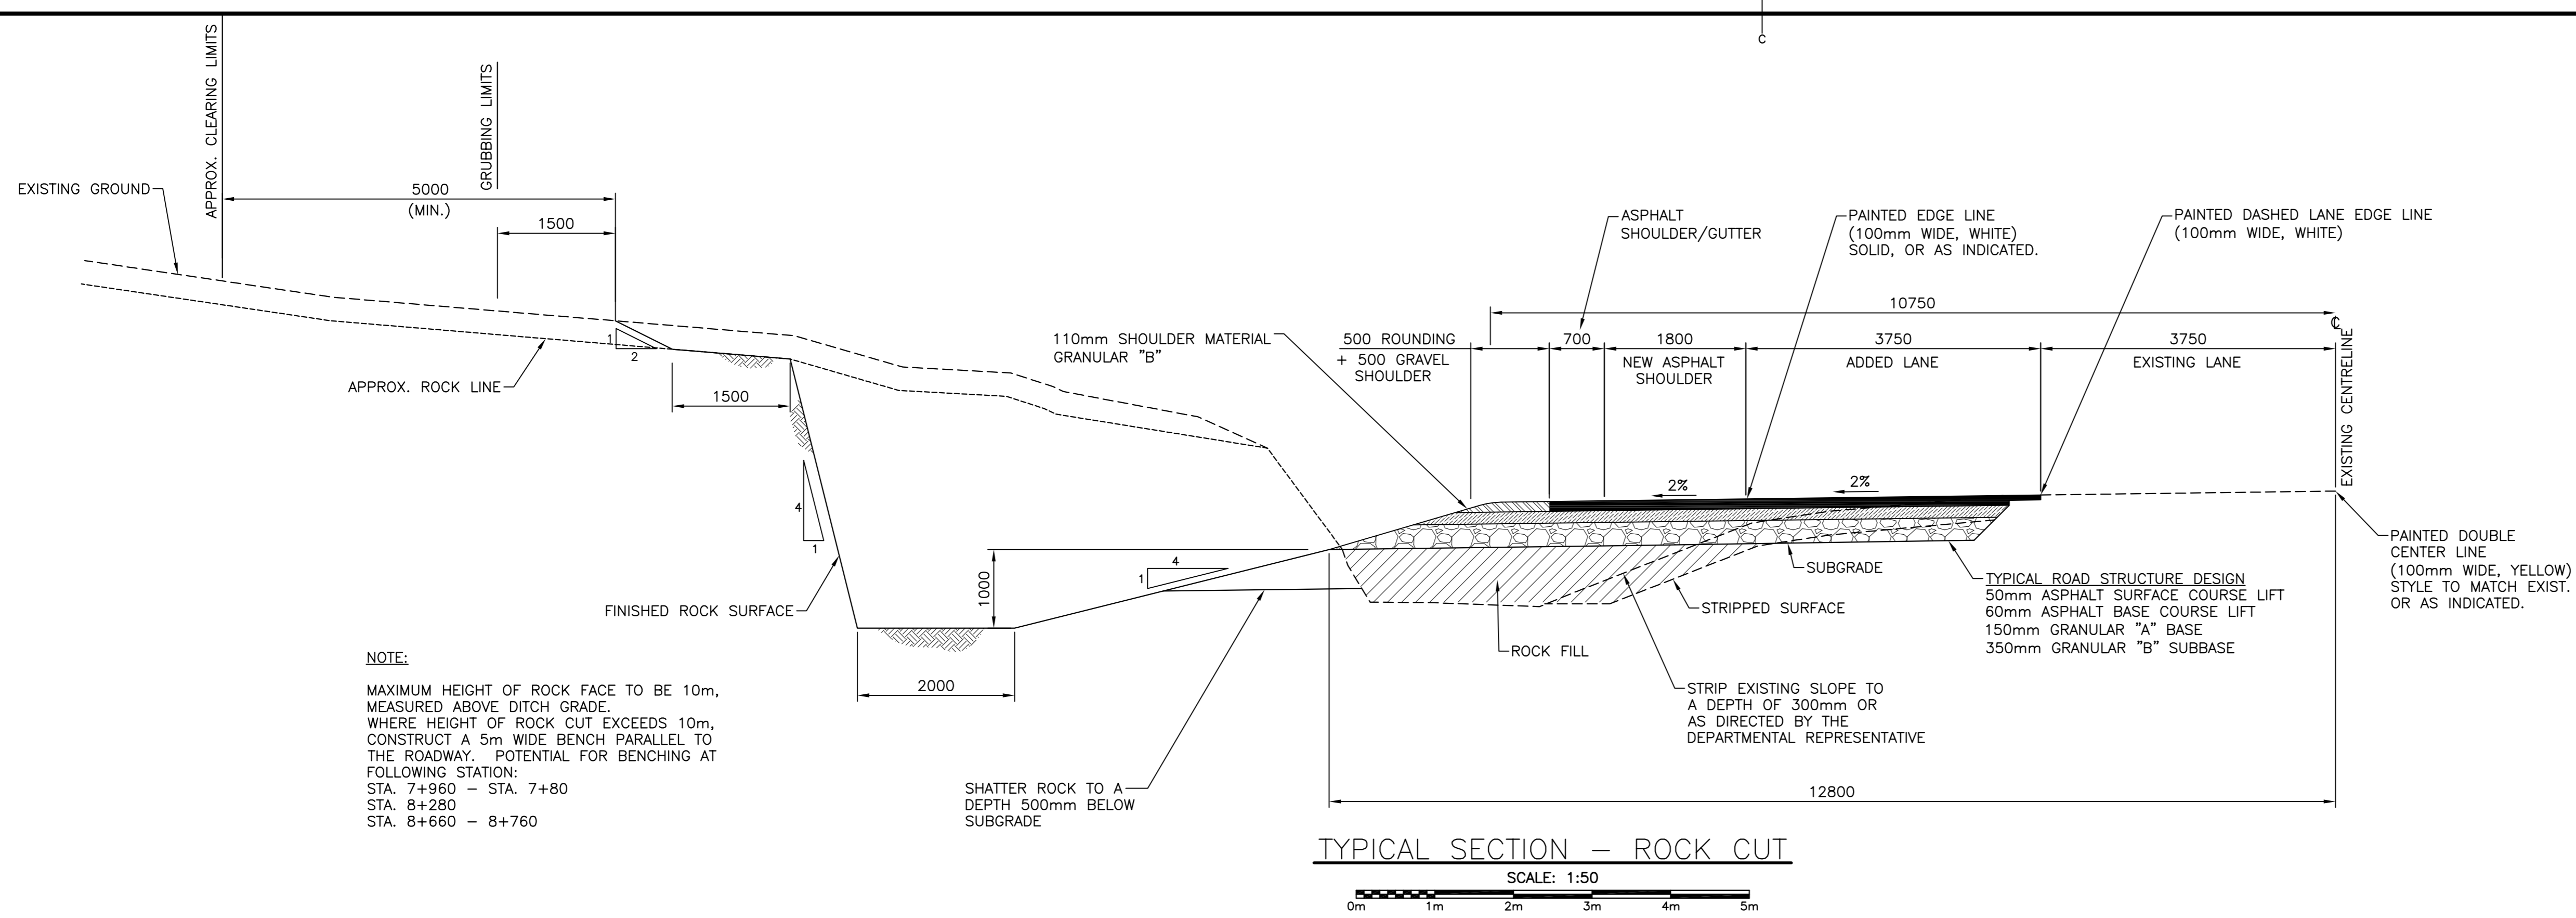 C
APPROX. CLEARING LIMITS
GRUBBING LIMITS
EXISTING GROUND
5000
(MIN.)
1500
1
2
APPROX. ROCK LINE
1500
4
1
FINISHED ROCK SURFACE
2000
1000
4
1
110mm SHOULDER MATERIAL
GRANULAR "B"
500 ROUNDING
+ 500 GRAVEL
SHOULDER
700
ASPHALT
SHOULDER/GUTTER
1800
NEW ASPHALT
SHOULDER
PAINTED EDGE LINE
(100mm WIDE, WHITE)
SOLID, OR AS INDICATED.
PAINTED DASHED LANE EDGE LINE
(100mm WIDE, WHITE)
10750
3750
ADDED LANE
3750
EXISTING LANE
℄
EXISTING CENTRELINE
2%
2%
PAINTED DOUBLE
CENTER LINE
(100mm WIDE, YELLOW)
STYLE TO MATCH EXIST.
OR AS INDICATED.
SUBGRADE
STRIPPED SURFACE
ROCK FILL
TYPICAL ROAD STRUCTURE DESIGN
50mm ASPHALT SURFACE COURSE LIFT
60mm ASPHALT BASE COURSE LIFT
150mm GRANULAR "A" BASE
350mm GRANULAR "B" SUBBASE
STRIP EXISTING SLOPE TO
A DEPTH OF 300mm OR
AS DIRECTED BY THE
DEPARTMENTAL REPRESENTATIVE
SHATTER ROCK TO A
DEPTH 500mm BELOW
SUBGRADE
12800
NOTE:
MAXIMUM HEIGHT OF ROCK FACE TO BE 10m,
MEASURED ABOVE DITCH GRADE.
WHERE HEIGHT OF ROCK CUT EXCEEDS 10m,
CONSTRUCT A 5m WIDE BENCH PARALLEL TO
THE ROADWAY. POTENTIAL FOR BENCHING AT
FOLLOWING STATION:
STA. 7+960 - STA. 7+80
STA. 8+280
STA. 8+660 - 8+760
TYPICAL SECTION - ROCK CUT
SCALE: 1:50
0m 1m 2m 3m 4m 5m